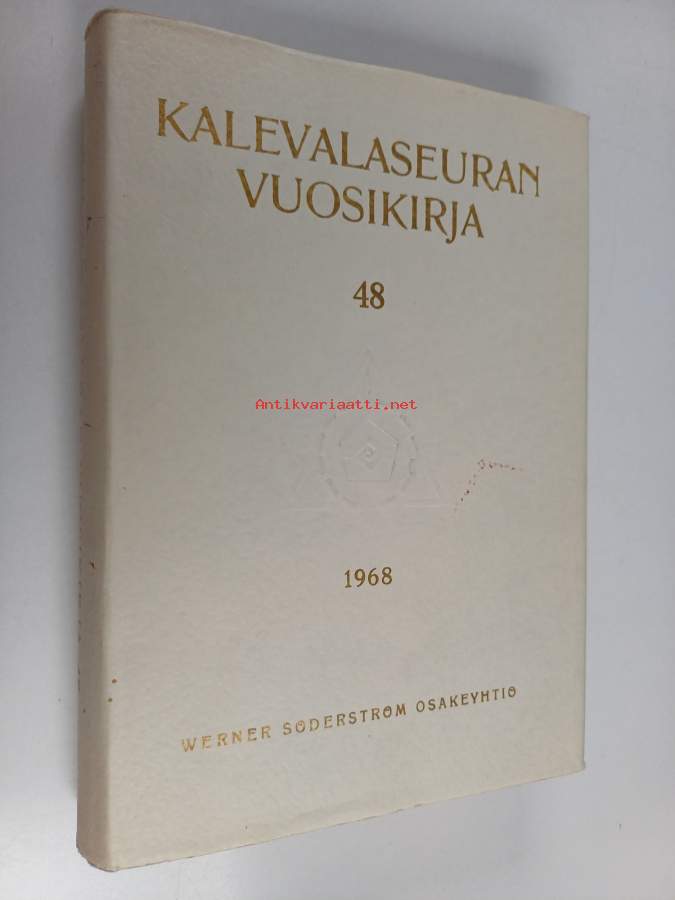 KALEVALASEURAN
VUOSIKIRJA
48
Antikvariaatti.net
1968
WERNER SÖDERSTRÖM OSAKEYHTIÖ